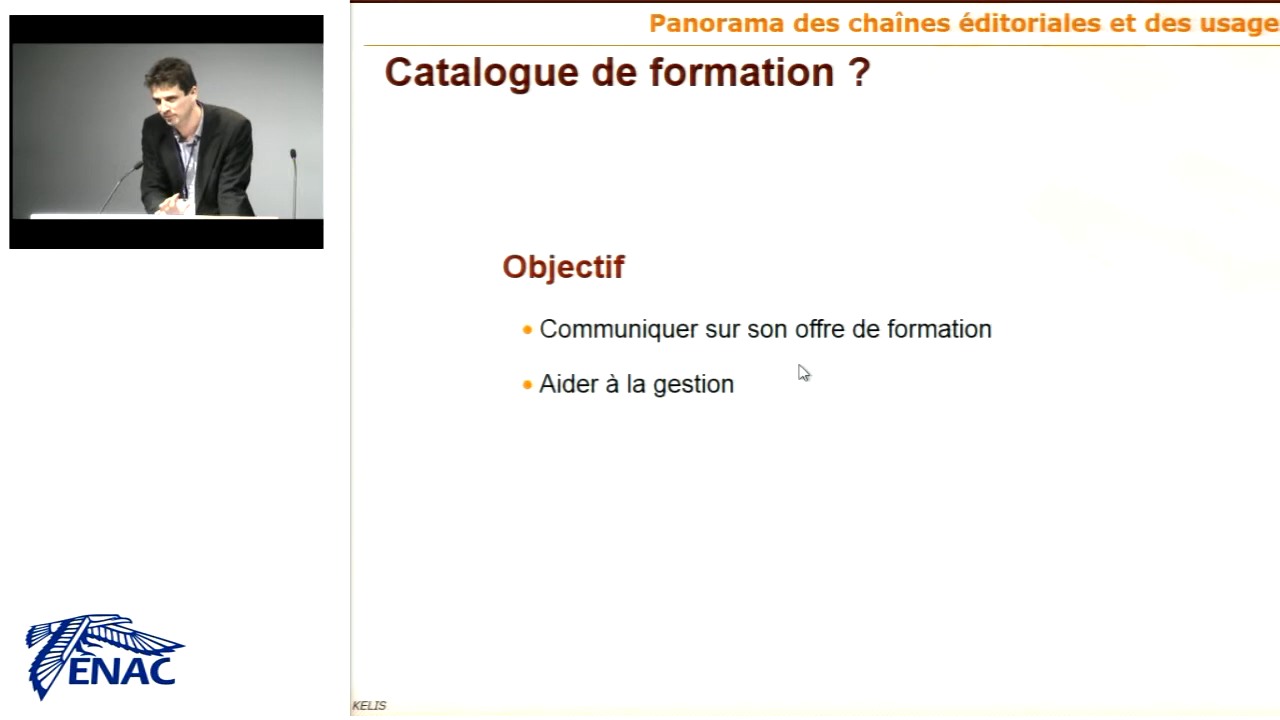 Panorama des chaînes éditoriales et des usage
Catalogue de formation ?
Objectif
Communiquer sur son offre de formation
Aider à la gestion
ENAC
KELIS